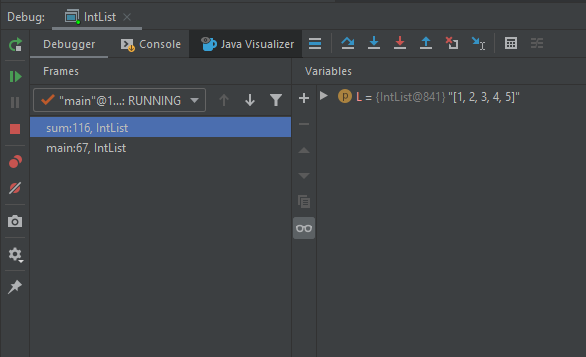 Debug: IntList
Debugger Console Java Visualizer
Frames Variables
"main"@1...: RUNNING
L = {IntList@841} "[1, 2, 3, 4, 5]"
sum:116, IntList
main:67, IntList